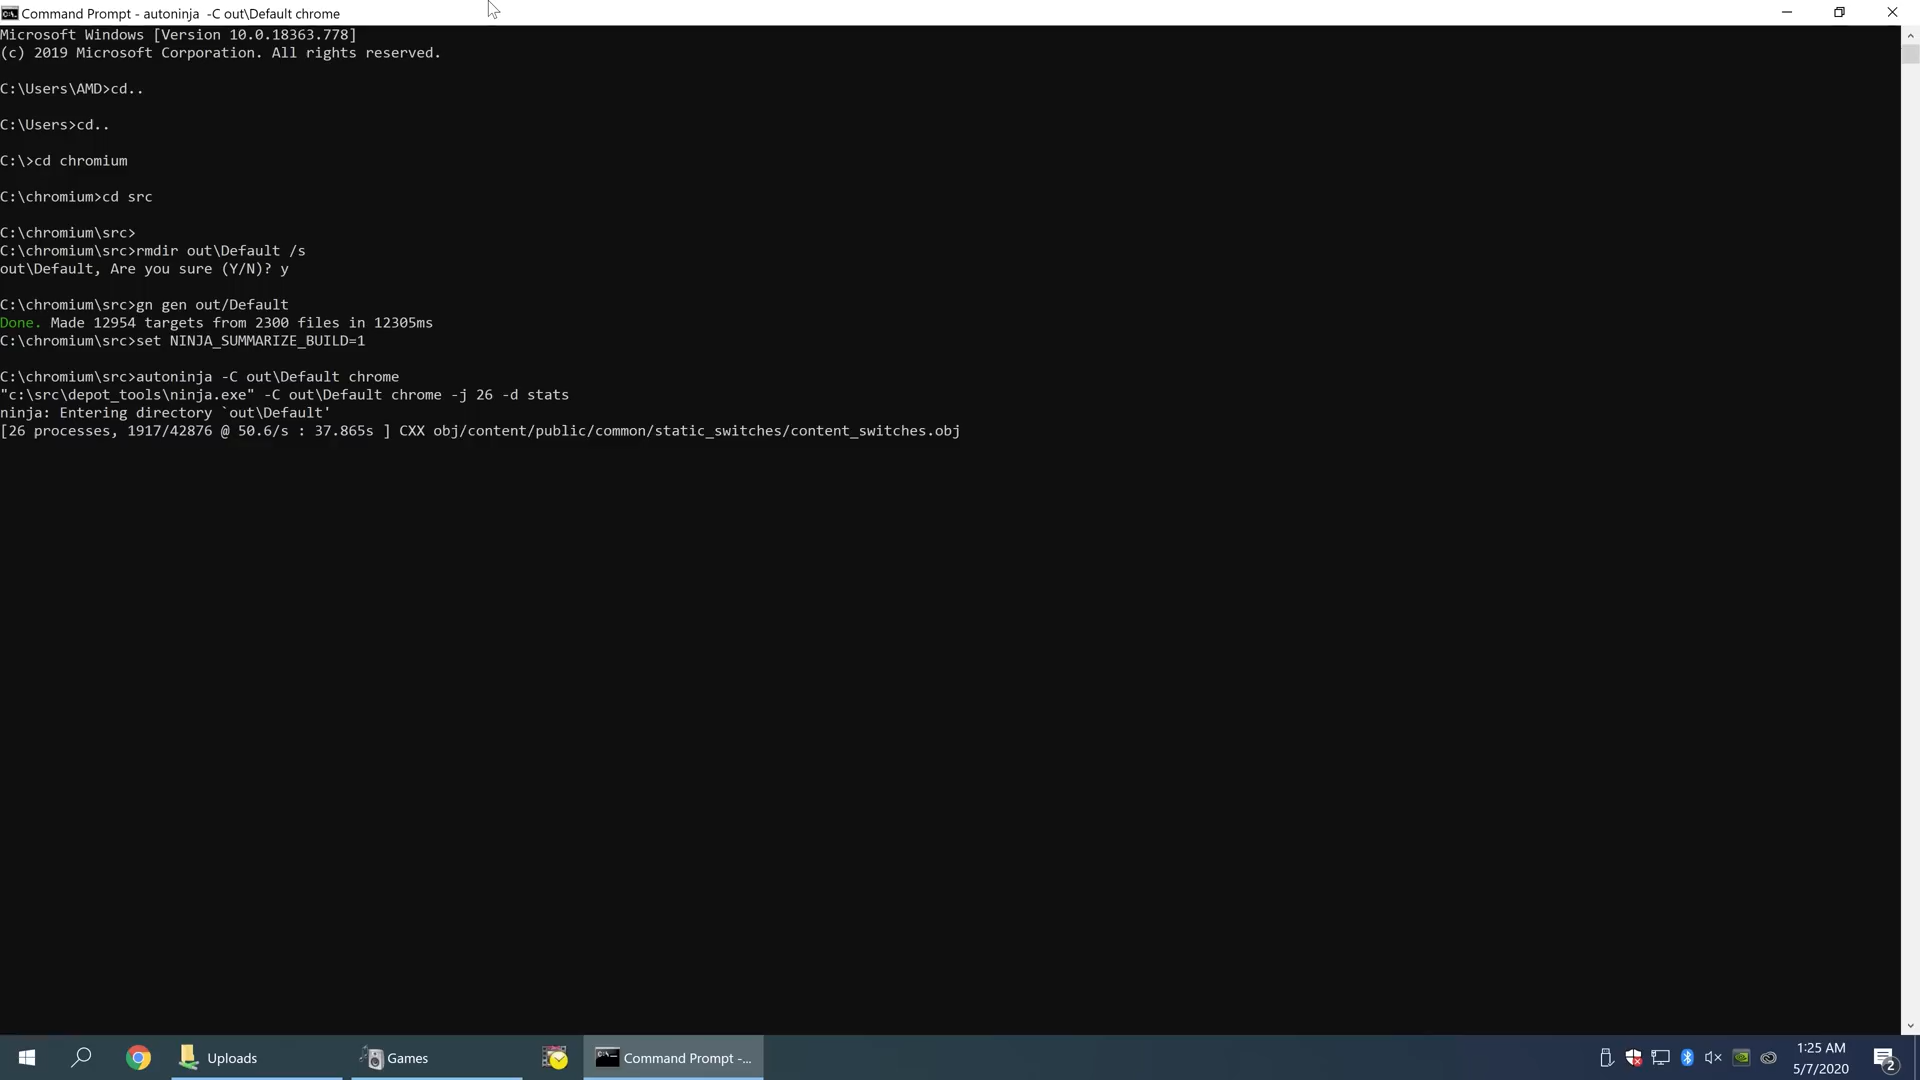 Command Prompt - autoninja  -C out\Default chrome
Microsoft Windows [Version 10.0.18363.778]
(c) 2019 Microsoft Corporation. All rights reserved.
C:\Users\AMD>cd..
C:\Users>cd..
C:\>cd chromium
C:\chromium>cd src
C:\chromium\src>
C:\chromium\src>rmdir out\Default /s
out\Default, Are you sure (Y/N)? y
C:\chromium\src>gn gen out/Default
Done. Made 12954 targets from 2300 files in 12305ms
C:\chromium\src>set NINJA_SUMMARIZE_BUILD=1
C:\chromium\src>autoninja -C out\Default chrome
"c:\src\depot_tools\ninja.exe" -C out\Default chrome -j 26 -d stats
ninja: Entering directory `out\Default'
[26 processes, 1917/42876 @ 50.6/s : 37.865s ] CXX obj/content/public/common/static_switches/content_switches.obj
Uploads
Games
Command Prompt -...
1:25 AM
5/7/2020
2